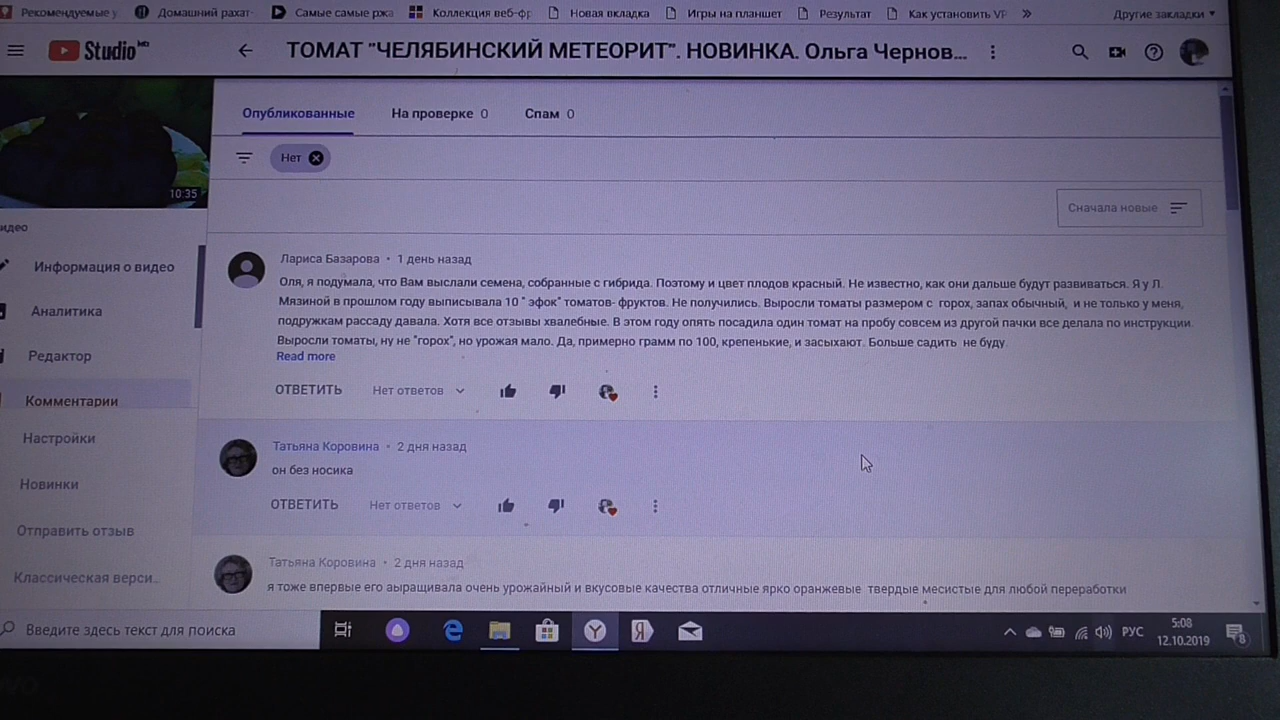 Рекомендуемые у
Домашний рахат-
Самые самые ржа
Коллекция веб-фр
Новая вкладка
Игры на планшет
Результат
Как установить VP
Другие закладки
Studio
ТОМАТ "ЧЕЛЯБИНСКИЙ МЕТЕОРИТ". НОВИНКА. Ольга Чернов...
Опубликованные
На проверке 0
Спам 0
Нет
10:35
Сначала новые
идео
Информация о видео
Аналитика
Редактор
Комментарии
Настройки
Новинки
Отправить отзыв
Классическая верси...
Лариса Базарова • 1 день назад
Оля, я подумала, что Вам выслали семена, собранные с гибрида. Поэтому и цвет плодов красный. Не известно, как они дальше будут развиваться. Я у Л.
Мязиной в прошлом году выписывала 10 " эфок" томатов- фруктов. Не получились. Выросли томаты размером с горох, запах обычный, и не только у меня,
подружкам рассаду давала. Хотя все отзывы хвалебные. В этом году опять посадила один томат на пробу совсем из другой пачки все делала по инструкции.
Выросли томаты, ну не "горох", но урожая мало. Да, примерно грамм по 100, крепенькие, и засыхают. Больше садить не буду.
Read more
ОТВЕТИТЬ Нет ответов
Татьяна Коровина • 2 дня назад
он без носика
ОТВЕТИТЬ Нет ответов
Татьяна Коровина • 2 дня назад
я тоже впервые его аыращивала очень урожайный и вкусовые качества отличные ярко оранжевые твердые месистые для любой переработки
Введите здесь текст для поиска
Я
РУС
5:08
12.10.2019
8